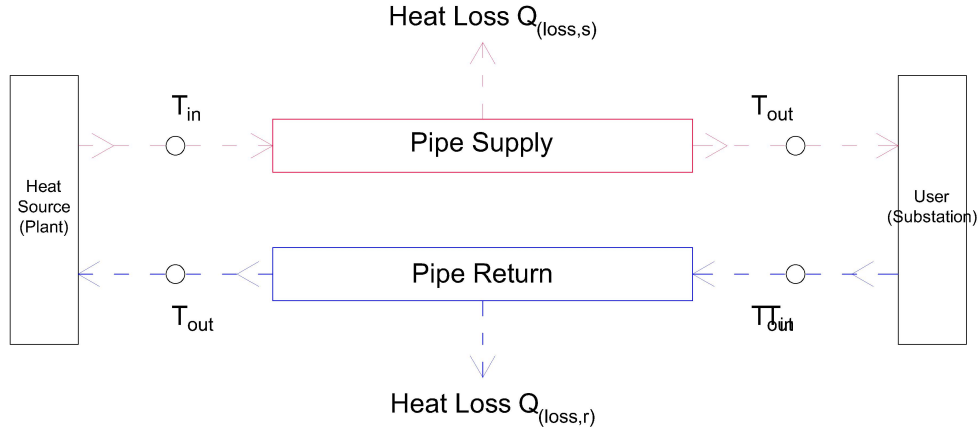 Heat Loss Q(loss,s)
Tin
Tout
Pipe Supply
Heat
Source
(Plant)
User
(Substation)
Pipe Return
Tout
Heat Loss Q(loss,r)